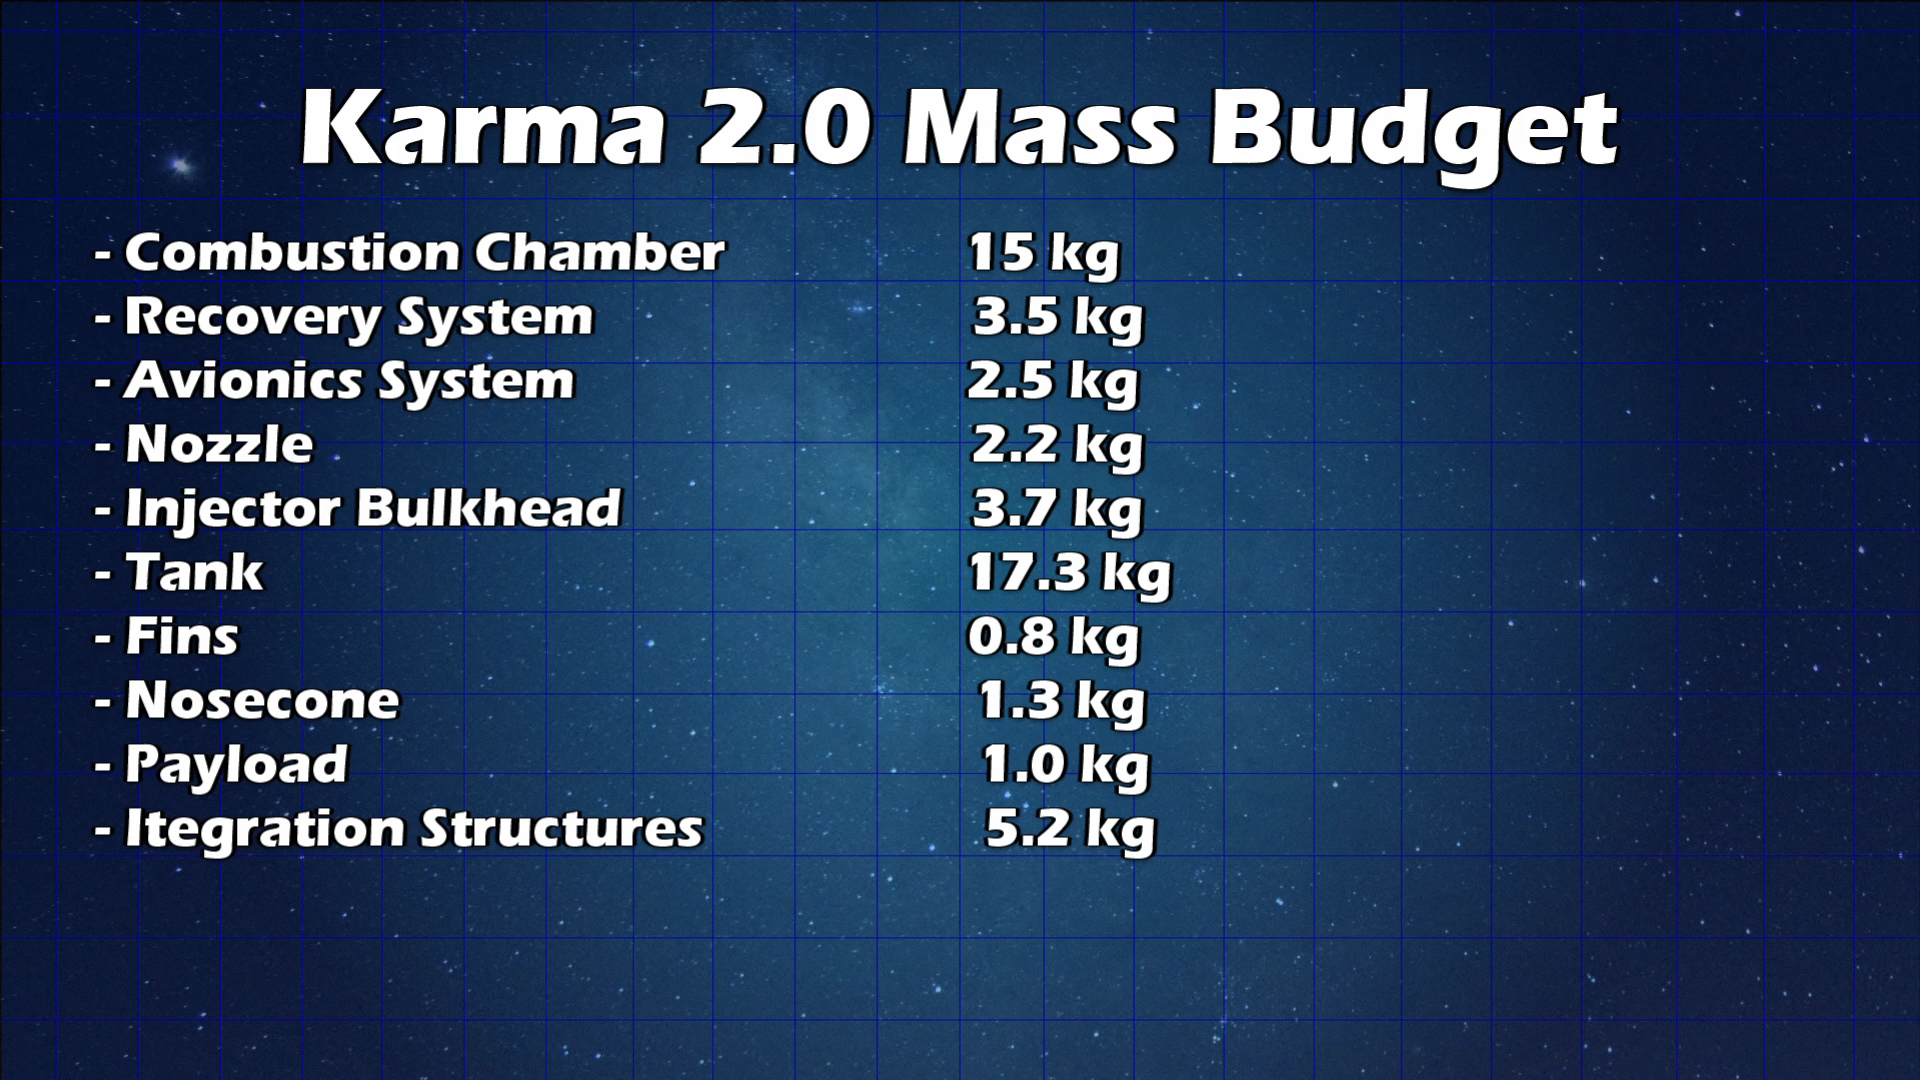 Karma 2.0 Mass Budget
- Combustion Chamber 15 kg
- Recovery System 3.5 kg
- Avionics System 2.5 kg
- Nozzle 2.2 kg
- Injector Bulkhead 3.7 kg
- Tank 17.3 kg
- Fins 0.8 kg
- Nosecone 1.3 kg
- Payload 1.0 kg
- Itegration Structures 5.2 kg